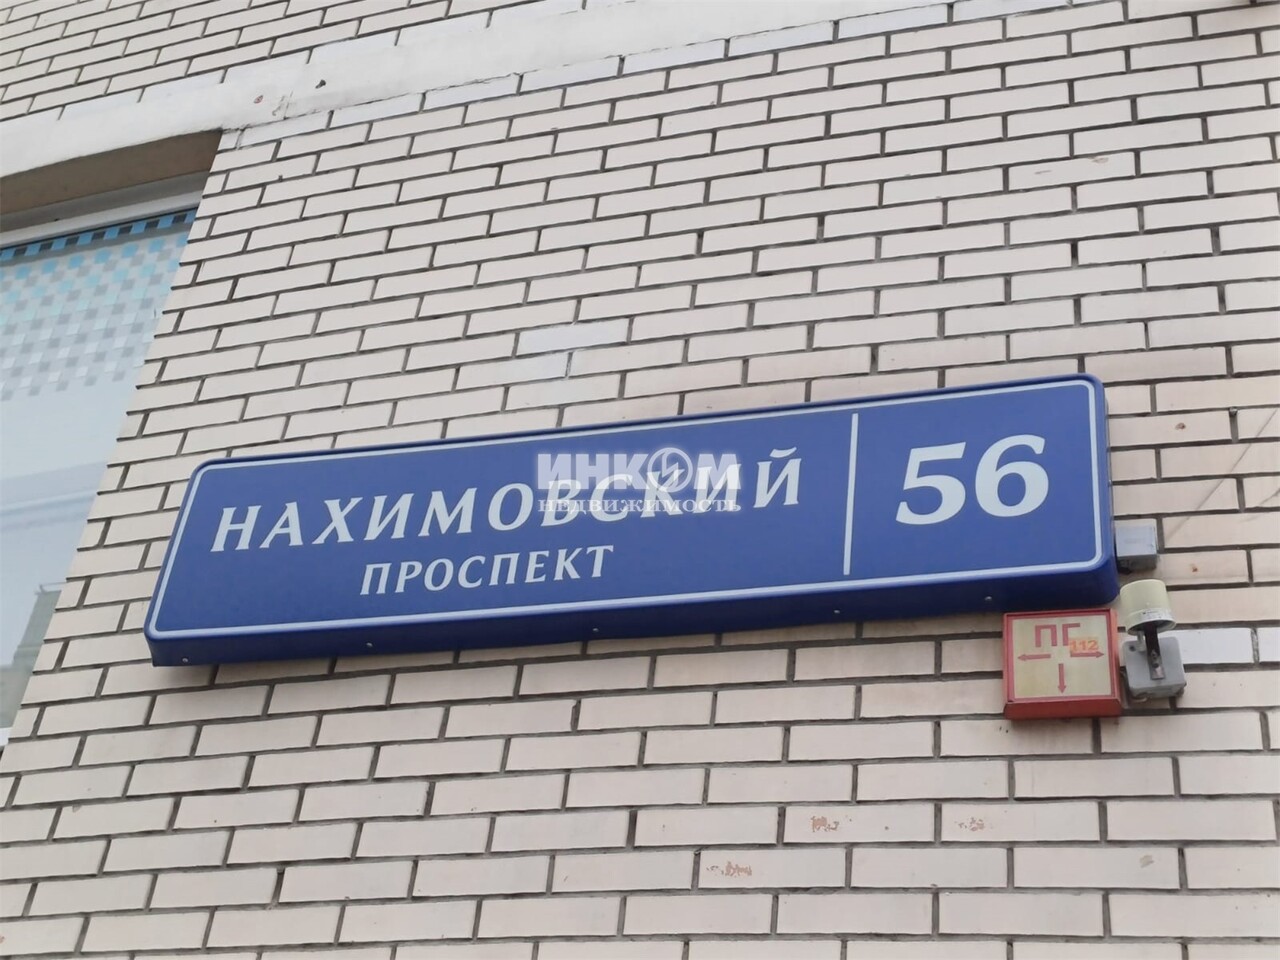 НАХИМОВСКИЙ
ПРОСПЕКТ
56
ИНКОМ
НЕДВИЖИМОСТЬ
ПГ
112